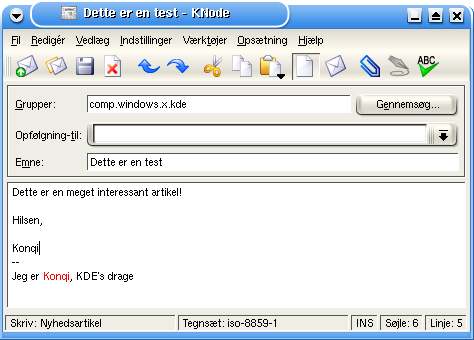 Dette er en test - KNode
Fil Redigér Vedlæg Indstillinger Værktøjer Opsætning Hjælp
ABC
Grupper: comp.windows.x.kde Gennemsøg...
Opfølgning-til:
Emne: Dette er en test
Dette er en meget interessant artikel!
Hilsen,
Konqi
--
Jeg er Konqi, KDE's drage
Skriv: Nyhedsartikel Tegnsæt: iso-8859-1 INS Søjle: 6 Linje: 5